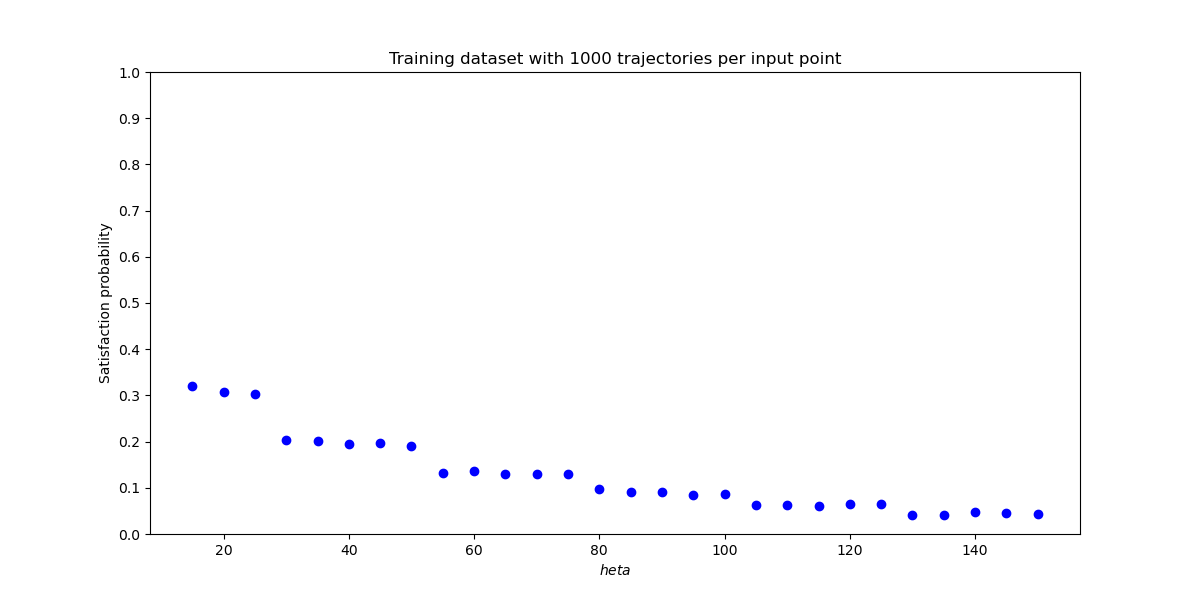 Training dataset with 1000 trajectories per input point
1.0
0.9
0.8
0.7
0.6
0.5
0.4
0.3
0.2
0.1
0.0
Satisfaction probability
20 40 60 80 100 120 140
heta